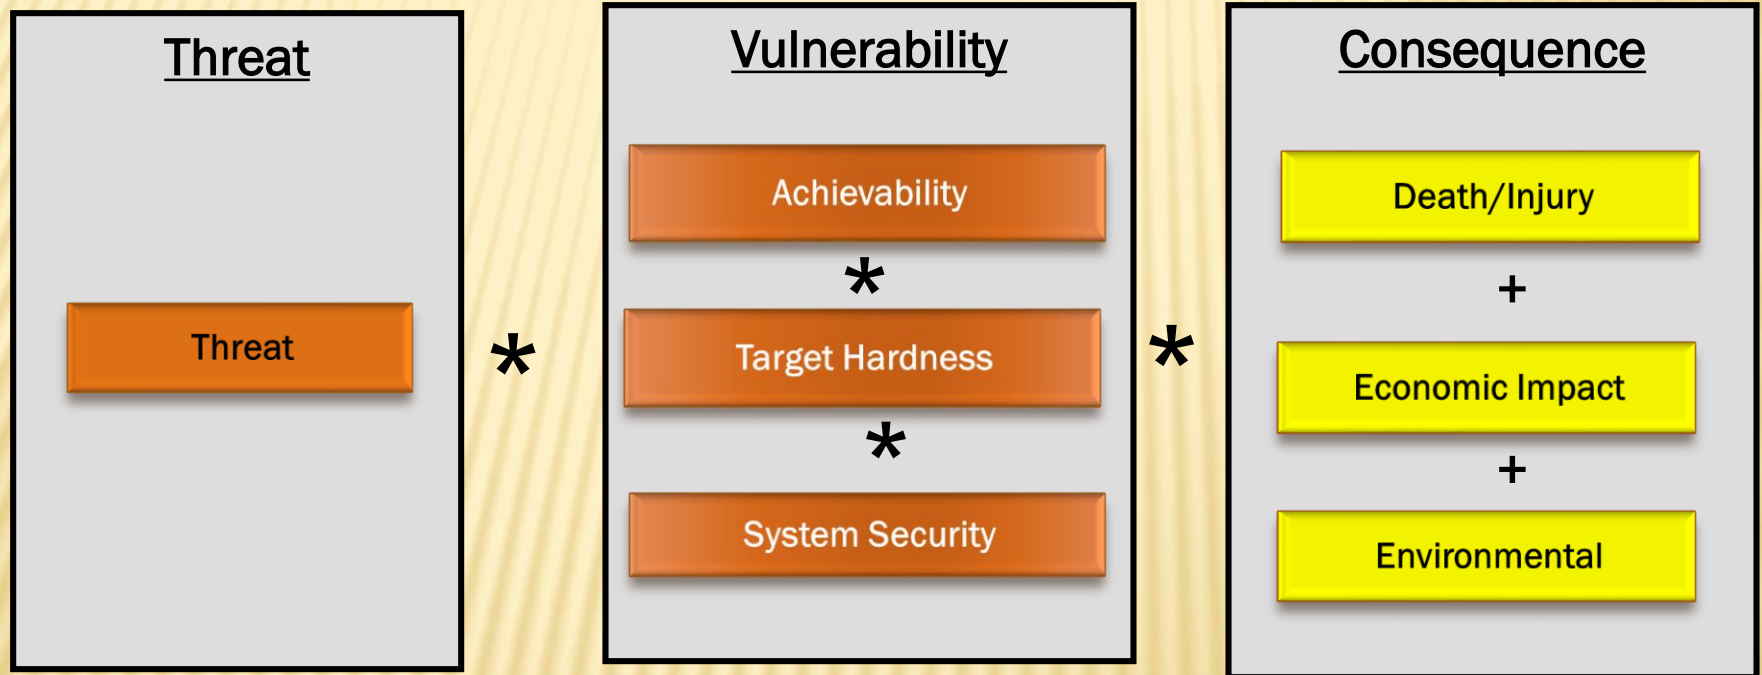 Threat
Threat
*
Vulnerability
Achievability
*
Target Hardness
*
System Security
*
Consequence
Death/Injury
+
Economic Impact
+
Environmental